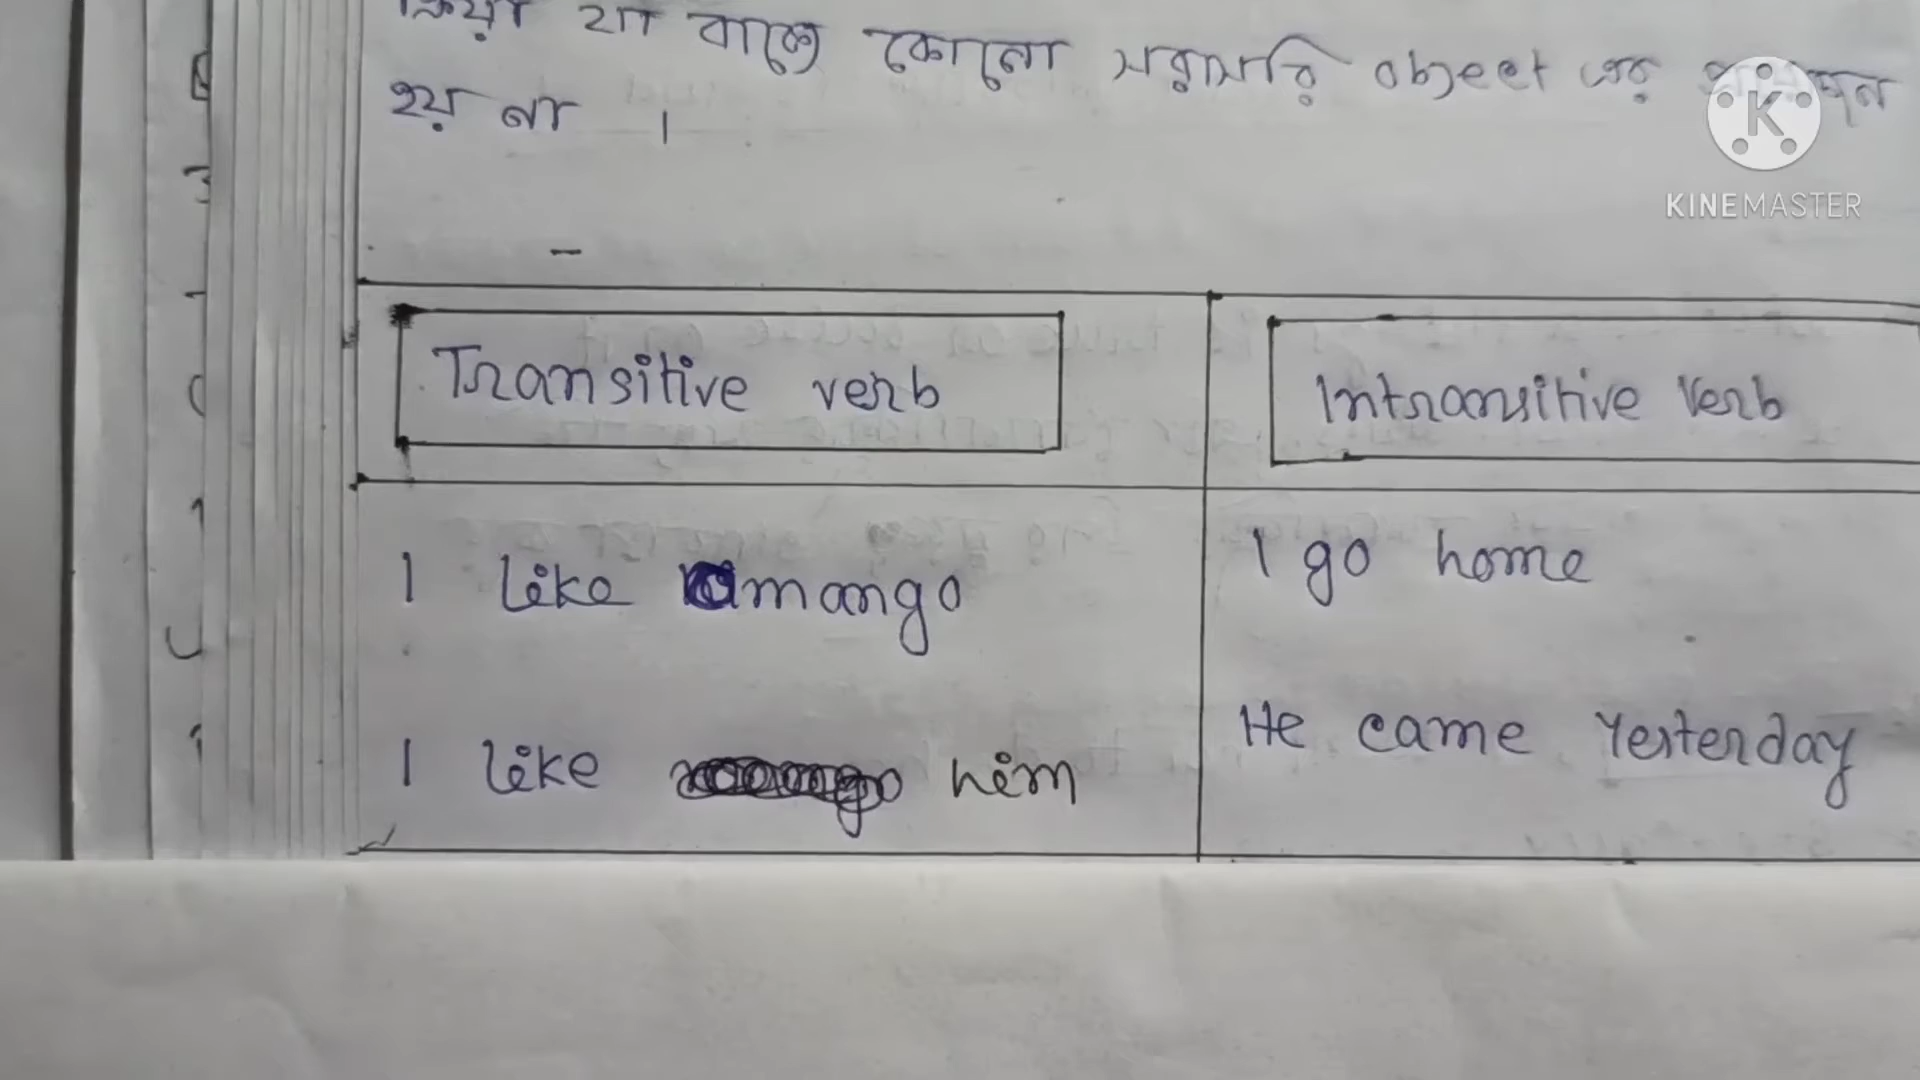 ক্রিয়া যা বাক্যে কোনো সরাসরি object এর
হয় না ।
KINEMASTER
Transitive verb
Intransitive Verb
I like mango
I go home
I like him
He came Yesterday